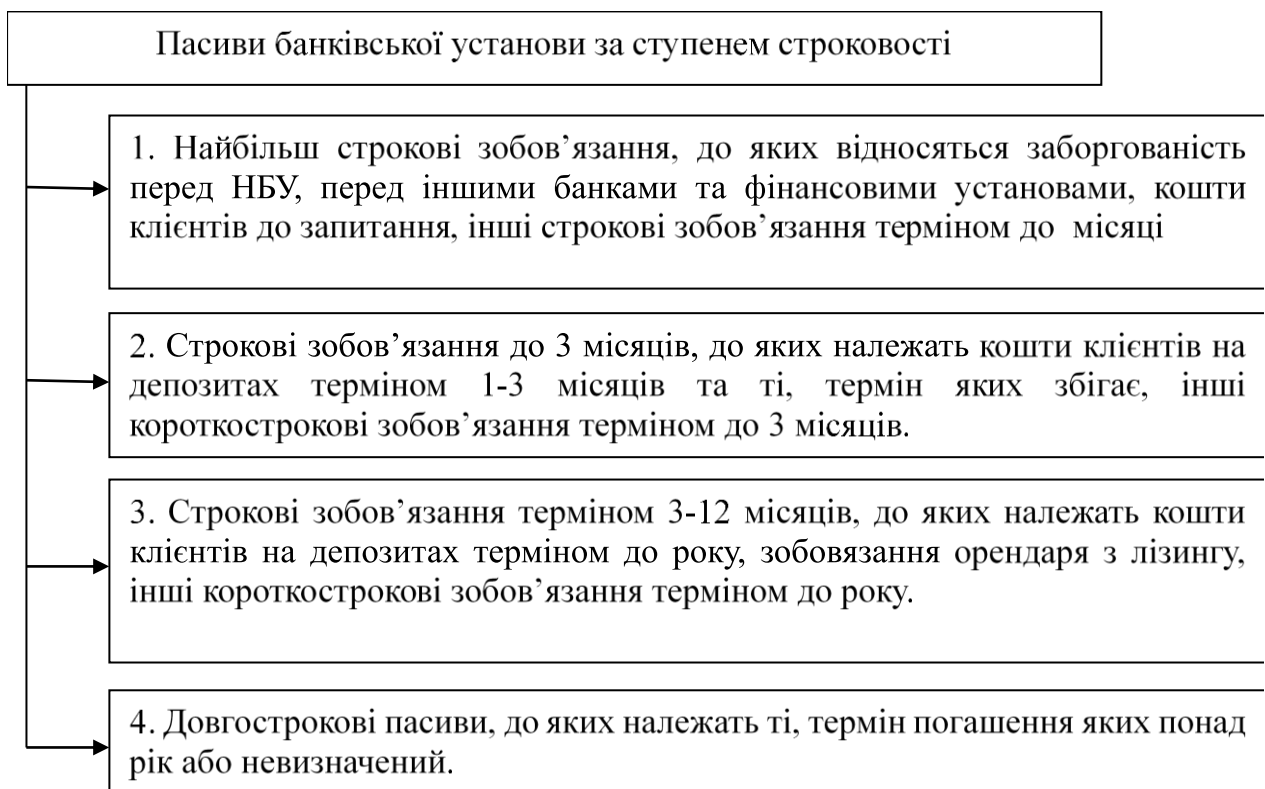 Пасиви банківської установи за ступенем строковості
1. Найбільш строкові зобов’язання, до яких відносяться заборгованість
перед НБУ, перед іншими банками та фінансовими установами, кошти
клієнтів до запитання, інші строкові зобов’язання терміном до місяці
2. Строкові зобов’язання до 3 місяців, до яких належать кошти клієнтів на
депозитах терміном 1-3 місяців та ті, термін яких збігає, інші
короткострокові зобов’язання терміном до 3 місяців.
3. Строкові зобов’язання терміном 3-12 місяців, до яких належать кошти
клієнтів на депозитах терміном до року, зобовязання орендаря з лізингу,
інші короткострокові зобов’язання терміном до року.
4. Довгострокові пасиви, до яких належать ті, термін погашення яких понад
рік або невизначений.